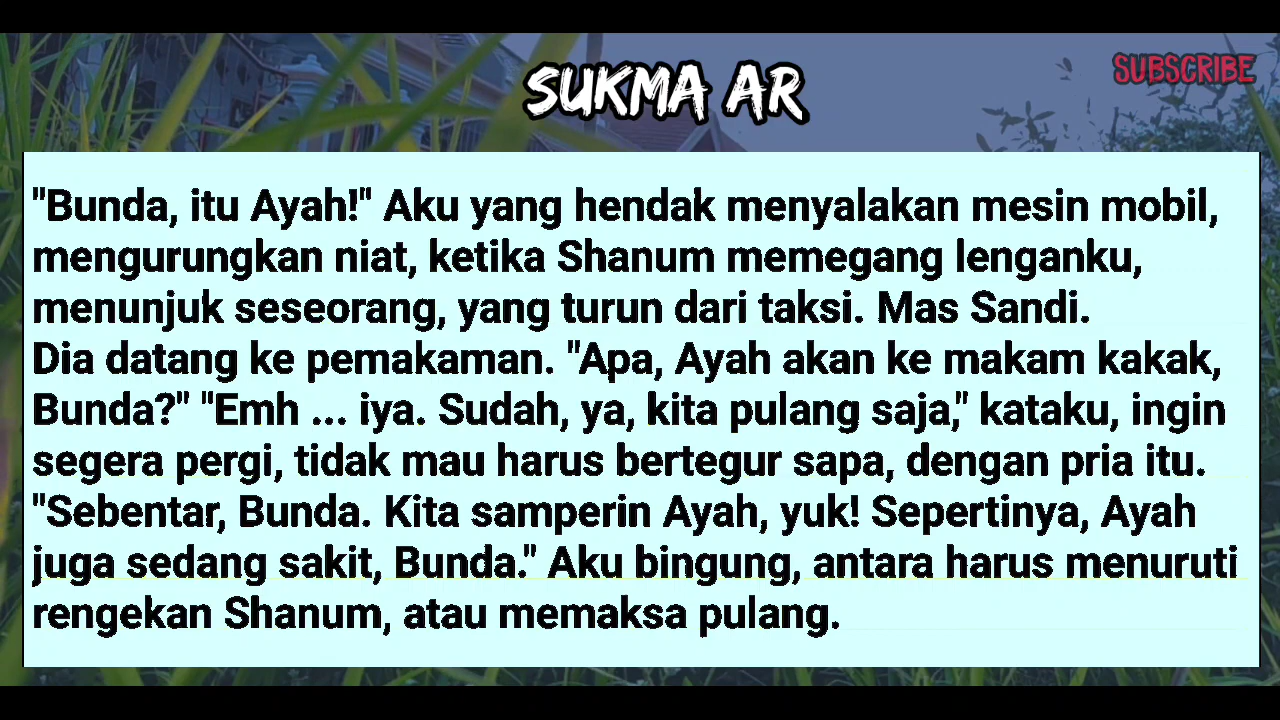 SUKMA AR
SUBSCRIBE
"Bunda, itu Ayah!" Aku yang hendak menyalakan mesin mobil,
mengurungkan niat, ketika Shanum memegang lenganku,
menunjuk seseorang, yang turun dari taksi. Mas Sandi.
Dia datang ke pemakaman. "Apa, Ayah akan ke makam kakak,
Bunda?" "Emh ... iya. Sudah, ya, kita pulang saja," kataku, ingin
segera pergi, tidak mau harus bertegur sapa, dengan pria itu.
"Sebentar, Bunda. Kita samperin Ayah, yuk! Sepertinya, Ayah
juga sedang sakit, Bunda." Aku bingung, antara harus menuruti
rengekan Shanum, atau memaksa pulang.